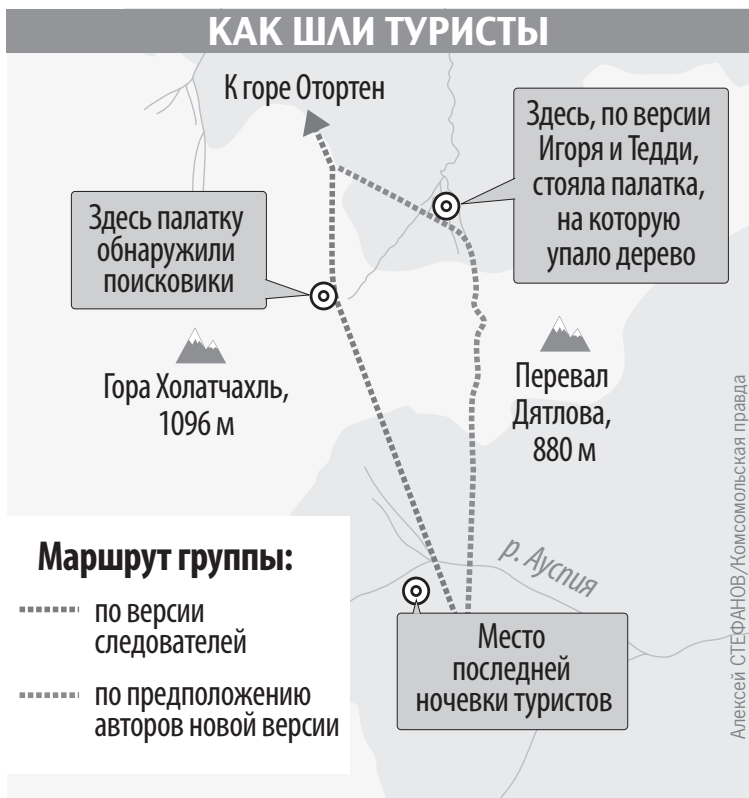 КАК ШЛИ ТУРИСТЫ
К горе Отортен
Здесь, по версии
Игоря и Тедди,
стояла палатка,
на которую
упало дерево
Здесь палатку
обнаружили
поисковики
Гора Холатчахль,
1096 м
Перевал
Дятлова,
880 м
р. Ауспия
Место
последней
ночевки туристов
Маршрут группы:
по версии
следователей
по предположению
авторов новой версии
Алексей СТЕФАНОВ/Комсомольская правда